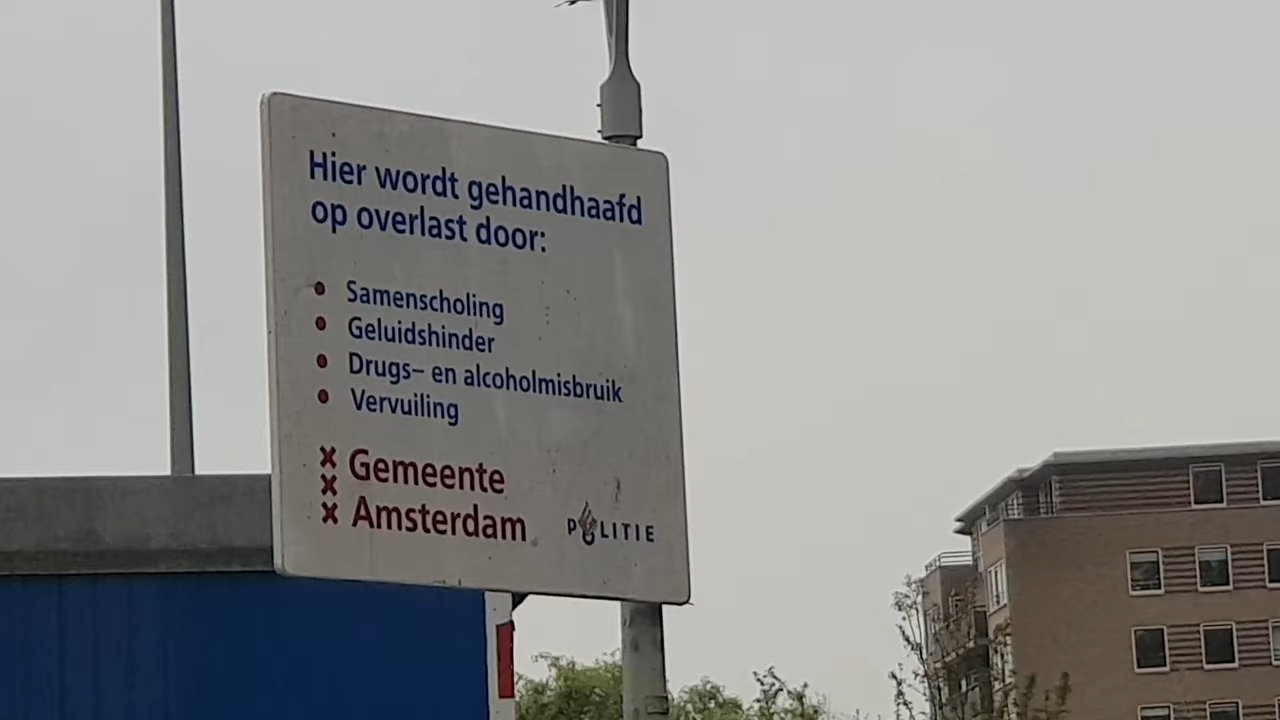 Hier wordt gehandhaafd
op overlast door:
• Samenscholing
• Geluidshinder
• Drugs- en alcoholmisbruik
• Vervuiling
Gemeente
Amsterdam
POLITIE